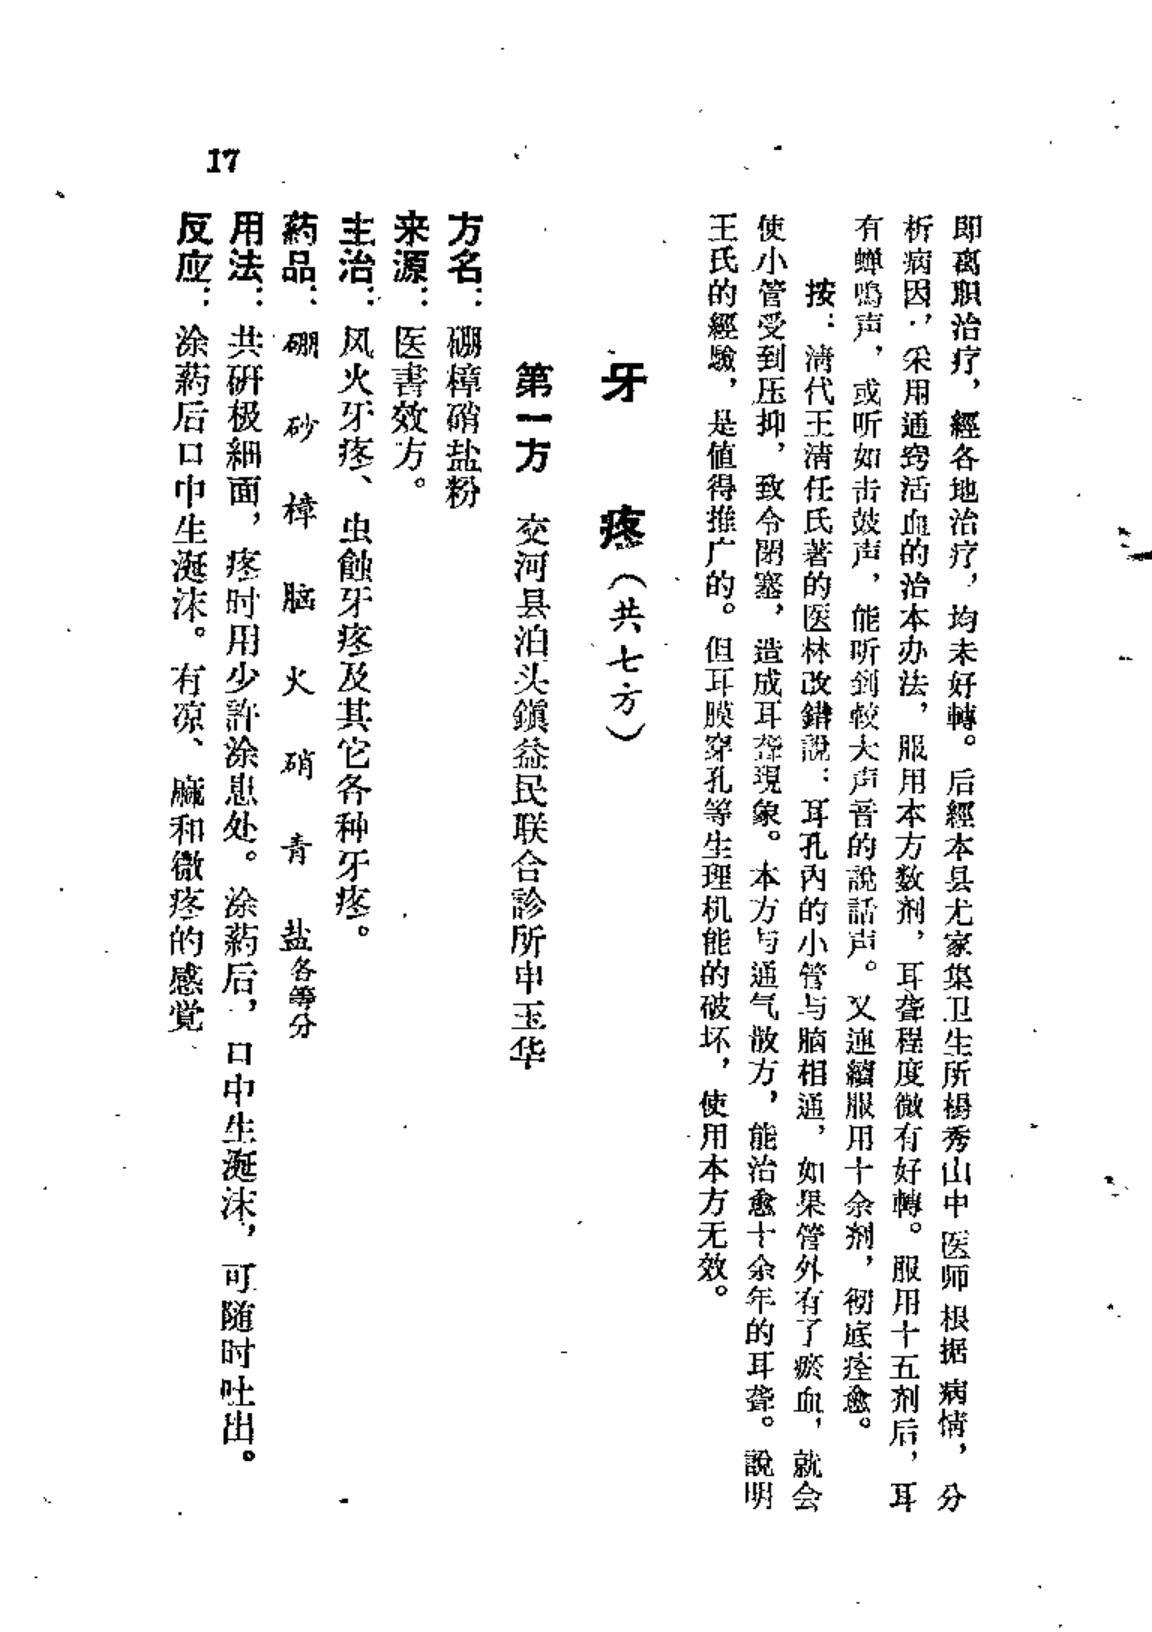 即离职治疗，經各地治疗，均未好轉。后經本县尤家集卫生所楊秀山中医师根据病情，分
析病因，采用通窍活血的治本办法，服用本方数剂，耳聋程度微有好轉。服用十五剂后，耳
有蝉鳴声，或听如击鼓声，能听到較大声音的說話声。又連續服用十余剂，彻底痊愈。
按：清代王清任氏著的医林改錯說：耳孔內的小管与脑相通，如果管外有了瘀血，就会
使小管受到压抑，致令閉塞，造成耳聋現象。本方与通气散方，能治愈十余年的耳聋。說明
王氏的經驗，是值得推广的。但耳膜穿孔等生理机能的破坏，使用本方无效。
牙　疼（共七方）
第一方　交河县泊头鎮益民联合診所申玉华
方名：硼樟硝盐粉
来源：医書效方。
主治：风火牙疼、虫蝕牙疼及其它各种牙疼。
葯品：硼砂　樟脑　火硝　青盐各等分
用法：共研极細面，疼时用少許涂患处。涂葯后，口中生涎沫，可随时吐出。
反应：涂葯后口中生涎沫。有凉、麻和微疼的感觉
17